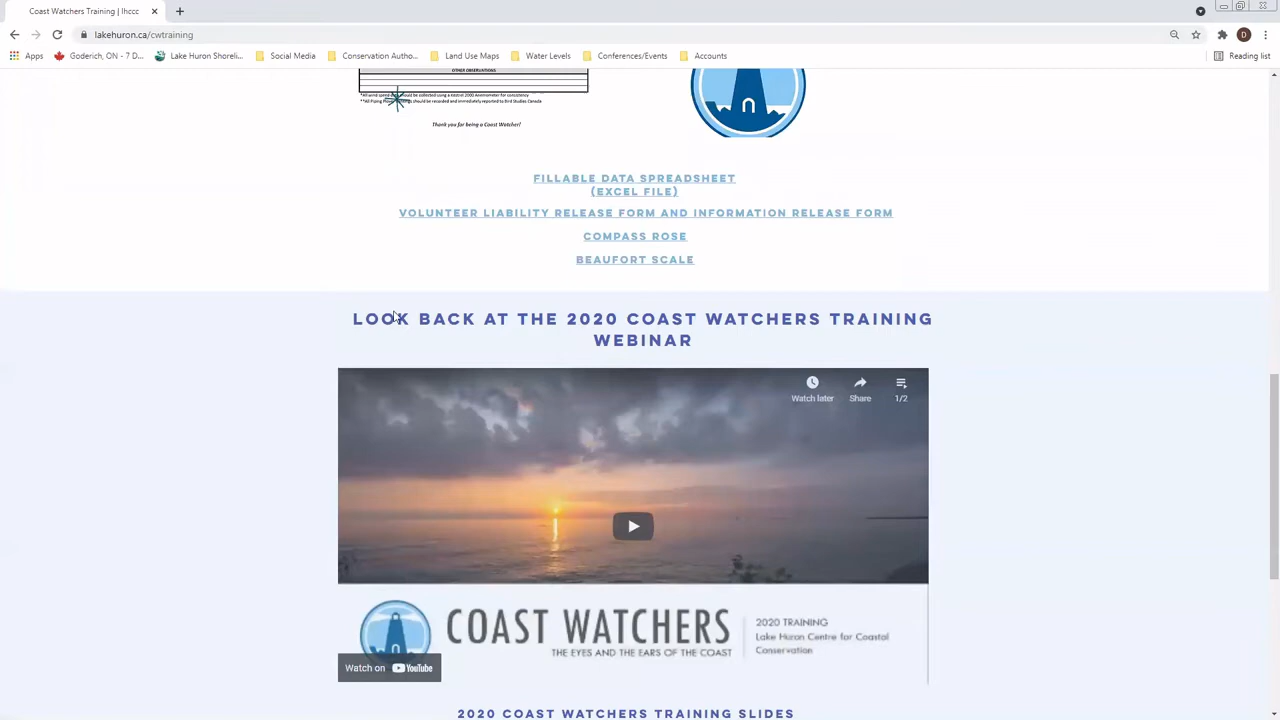 Coast Watchers Training | lhccc
lakehuron.ca/cwtraining
Apps Goderich, ON - 7 D... Lake Huron Shoreli... Social Media Conservation Autho... Land Use Maps Water Levels Conferences/Events Accounts Reading list
D
OTHER OBSERVATIONS
Thank you for being a Coast Watcher!
FILLABLE DATA SPREADSHEET
(EXCEL FILE)
VOLUNTEER LIABILITY RELEASE FORM AND INFORMATION RELEASE FORM
COMPASS ROSE
BEAUFORT SCALE
LOOK BACK AT THE 2020 COAST WATCHERS TRAINING
WEBINAR
Watch later Share 1/2
COAST WATCHERS
THE EYES AND THE EARS OF THE COAST
2020 TRAINING
Lake Huron Centre for Coastal
Conservation
Watch on YouTube
2020 COAST WATCHERS TRAINING SLIDES